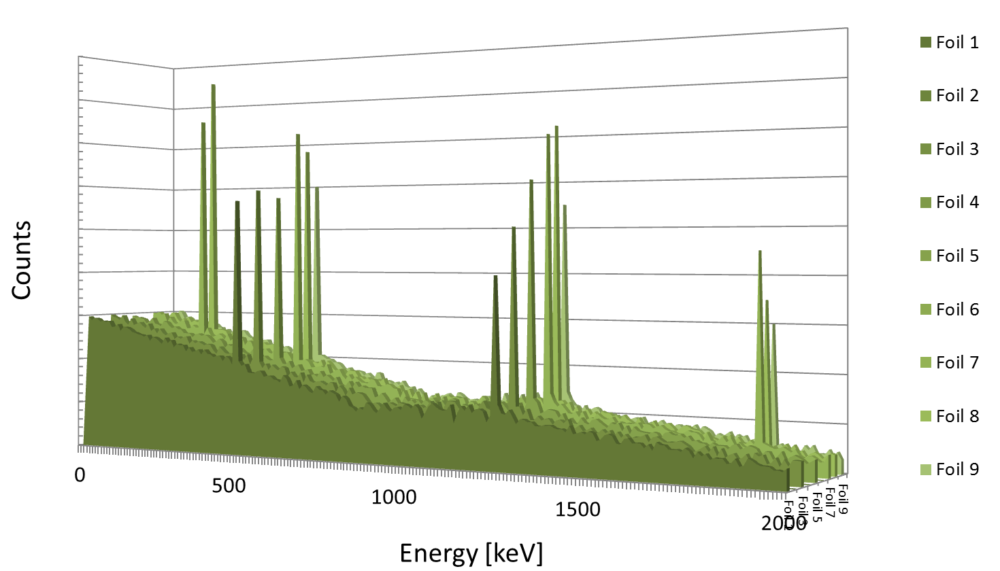 Counts
0
500
1000
1500
2000
Energy [keV]
Foil 5
Foil 7
Foil 9
Foil 1
Foil 2
Foil 3
Foil 4
Foil 5
Foil 6
Foil 7
Foil 8
Foil 9